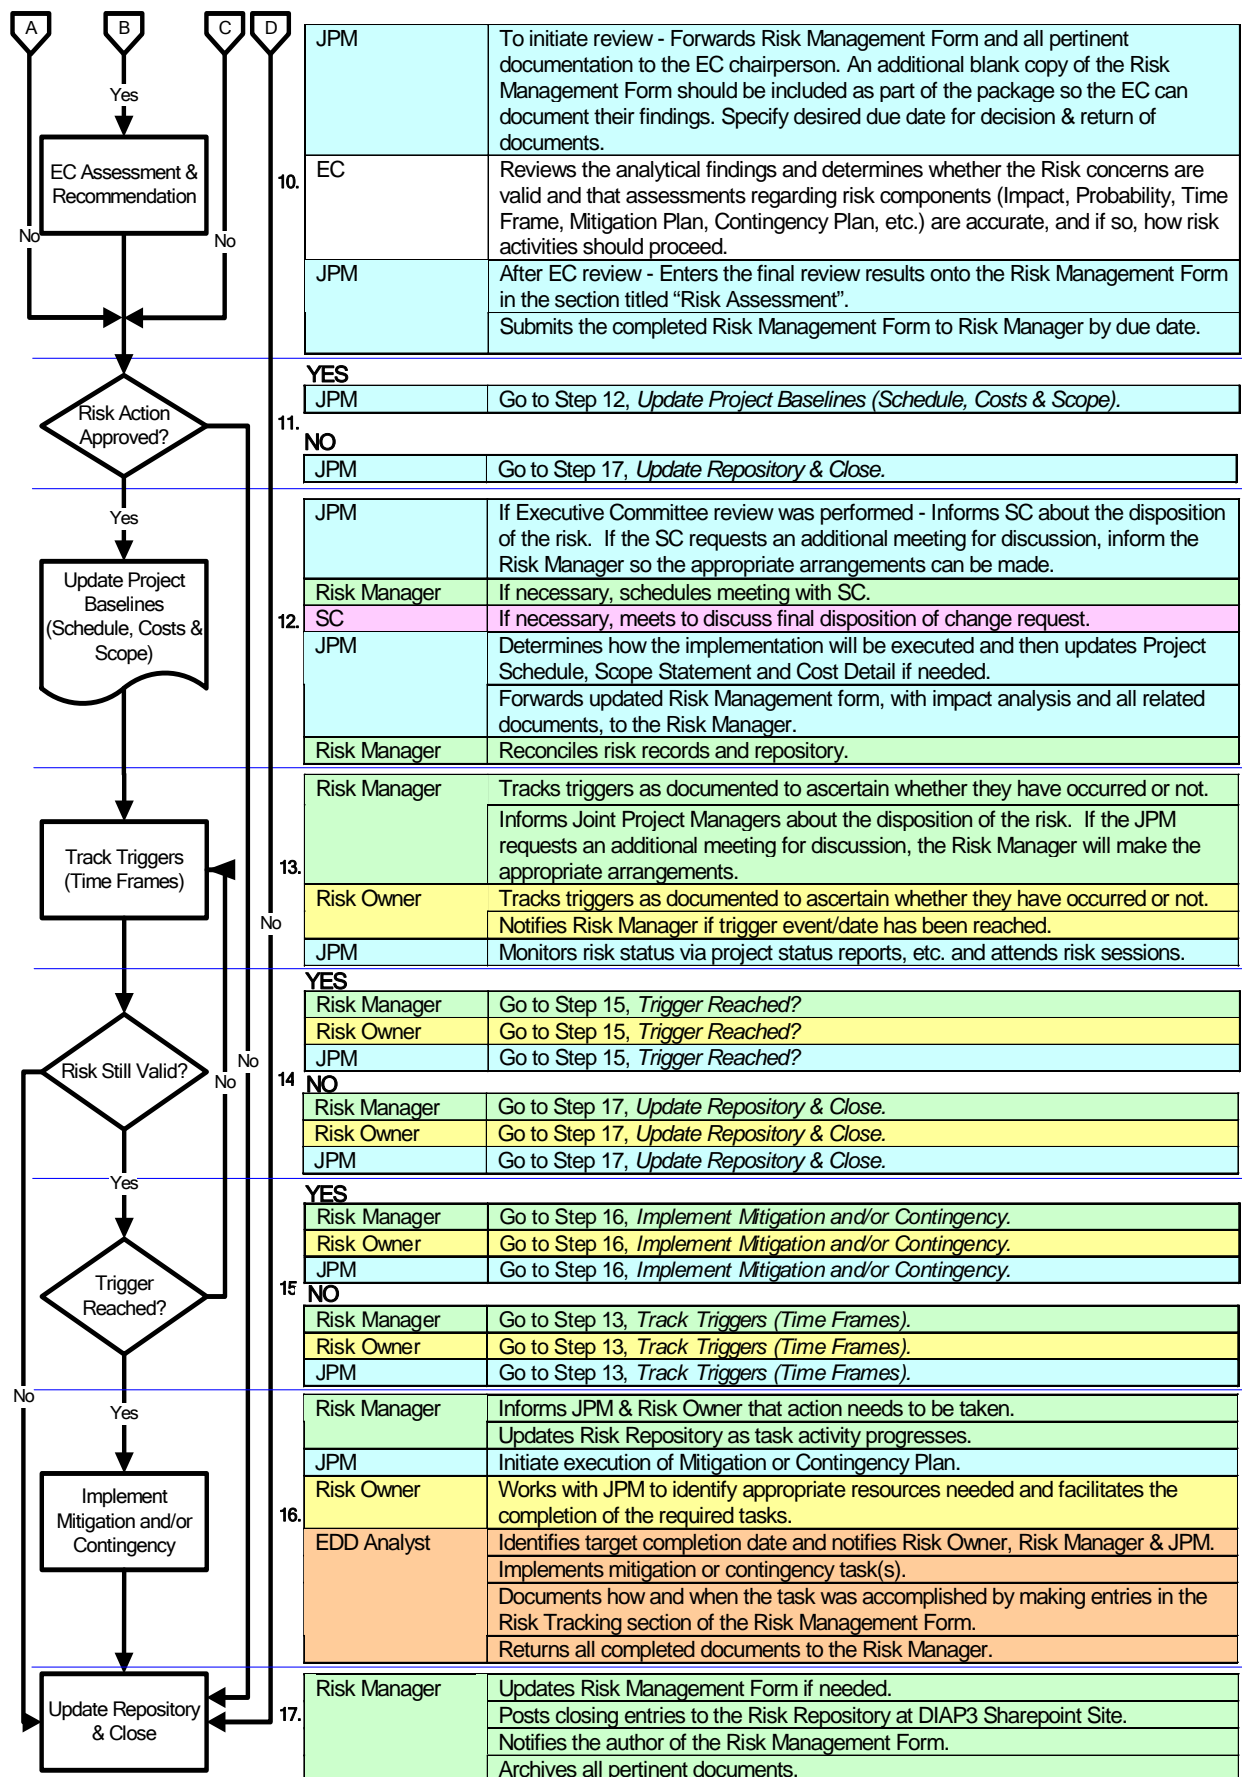 A
B
C
D
Yes
EC Assessment &
Recommendation
No
No
10.
JPM
To initiate review - Forwards Risk Management Form and all pertinent
documentation to the EC chairperson. An additional blank copy of the Risk
Management Form should be included as part of the package so the EC can
document their findings. Specify desired due date for decision & return of
documents.
EC
Reviews the analytical findings and determines whether the Risk concerns are
valid and that assessments regarding risk components (Impact, Probability, Time
Frame, Mitigation Plan, Contingency Plan, etc.) are accurate, and if so, how risk
activities should proceed.
JPM
After EC review - Enters the final review results onto the Risk Management Form
in the section titled “Risk Assessment”.
Submits the completed Risk Management Form to Risk Manager by due date.
Risk Action
Approved?
11.
YES
JPM
Go to Step 12, Update Project Baselines (Schedule, Costs & Scope).
NO
JPM
Go to Step 17, Update Repository & Close.
Yes
Update Project
Baselines
(Schedule, Costs &
Scope)
12.
JPM
If Executive Committee review was performed - Informs SC about the disposition
of the risk.  If the SC requests an additional meeting for discussion, inform the
Risk Manager so the appropriate arrangements can be made.
Risk Manager
If necessary, schedules meeting with SC.
SC
If necessary, meets to discuss final disposition of change request.
JPM
Determines how the implementation will be executed and then updates Project
Schedule, Scope Statement and Cost Detail if needed.
Forwards updated Risk Management form, with impact analysis and all related
documents, to the Risk Manager.
Risk Manager
Reconciles risk records and repository.
Track Triggers
(Time Frames)
No
13.
Risk Manager
Tracks triggers as documented to ascertain whether they have occurred or not.
Informs Joint Project Managers about the disposition of the risk.  If the JPM
requests an additional meeting for discussion, the Risk Manager will make the
appropriate arrangements.
Risk Owner
Tracks triggers as documented to ascertain whether they have occurred or not.
Notifies Risk Manager if trigger event/date has been reached.
JPM
Monitors risk status via project status reports, etc. and attends risk sessions.
Risk Still Valid?
No
No
14
YES
Risk Manager
Go to Step 15, Trigger Reached?
Risk Owner
Go to Step 15, Trigger Reached?
JPM
Go to Step 15, Trigger Reached?
NO
Risk Manager
Go to Step 17, Update Repository & Close.
Risk Owner
Go to Step 17, Update Repository & Close.
JPM
Go to Step 17, Update Repository & Close.
Yes
Trigger
Reached?
15
YES
Risk Manager
Go to Step 16, Implement Mitigation and/or Contingency.
Risk Owner
Go to Step 16, Implement Mitigation and/or Contingency.
JPM
Go to Step 16, Implement Mitigation and/or Contingency.
NO
Risk Manager
Go to Step 13, Track Triggers (Time Frames).
Risk Owner
Go to Step 13, Track Triggers (Time Frames).
JPM
Go to Step 13, Track Triggers (Time Frames).
No
Yes
Implement
Mitigation and/or
Contingency
16.
Risk Manager
Informs JPM & Risk Owner that action needs to be taken.
Updates Risk Repository as task activity progresses.
JPM
Initiate execution of Mitigation or Contingency Plan.
Risk Owner
Works with JPM to identify appropriate resources needed and facilitates the
completion of the required tasks.
EDD Analyst
Identifies target completion date and notifies Risk Owner, Risk Manager & JPM.
Implements mitigation or contingency task(s).
Documents how and when the task was accomplished by making entries in the
Risk Tracking section of the Risk Management Form.
Returns all completed documents to the Risk Manager.
Update Repository
& Close
17.
Risk Manager
Updates Risk Management Form if needed.
Posts closing entries to the Risk Repository at DIAP3 Sharepoint Site.
Notifies the author of the Risk Management Form.
Archives all pertinent documents.